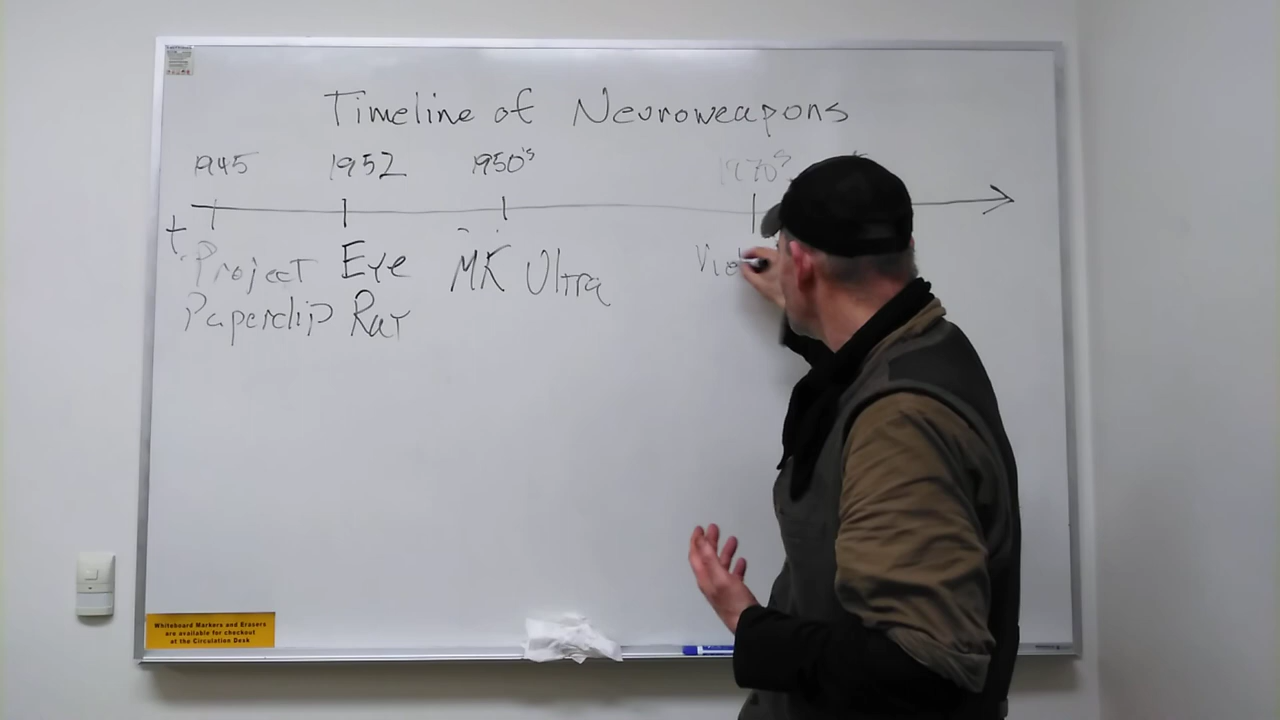 Timeline of Neuroweapons
1945 1952 1950's 1970's
t
Project Eye MK Ultra
Paperclip Ray
Whiteboard Markers and Erasers
are available for checkout
at the Circulation Desk